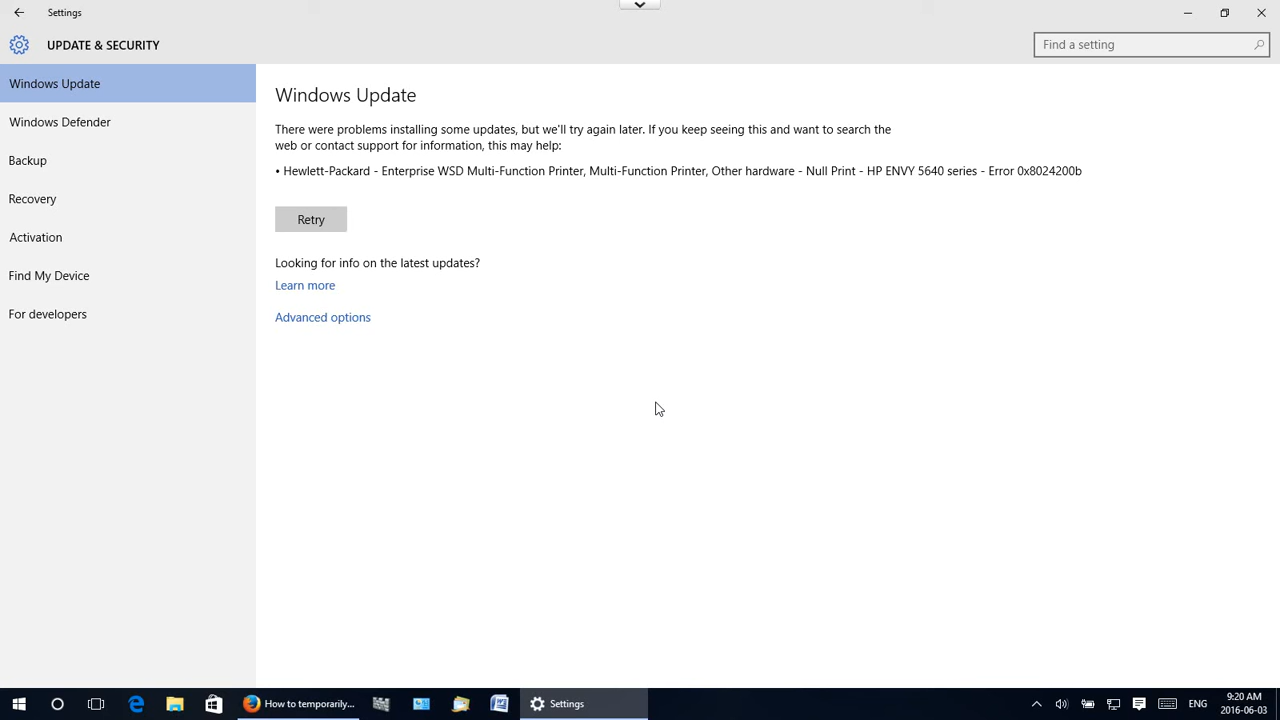 Settings
UPDATE & SECURITY
Find a setting
Windows Update
Windows Defender
Backup
Recovery
Activation
Find My Device
For developers
Windows Update
There were problems installing some updates, but we'll try again later. If you keep seeing this and want to search the
web or contact support for information, this may help:
• Hewlett-Packard - Enterprise WSD Multi-Function Printer, Multi-Function Printer, Other hardware - Null Print - HP ENVY 5640 series - Error 0x8024200b
Retry
Looking for info on the latest updates?
Learn more
Advanced options
How to temporarily...
Settings
ENG
9:20 AM
2016-06-03